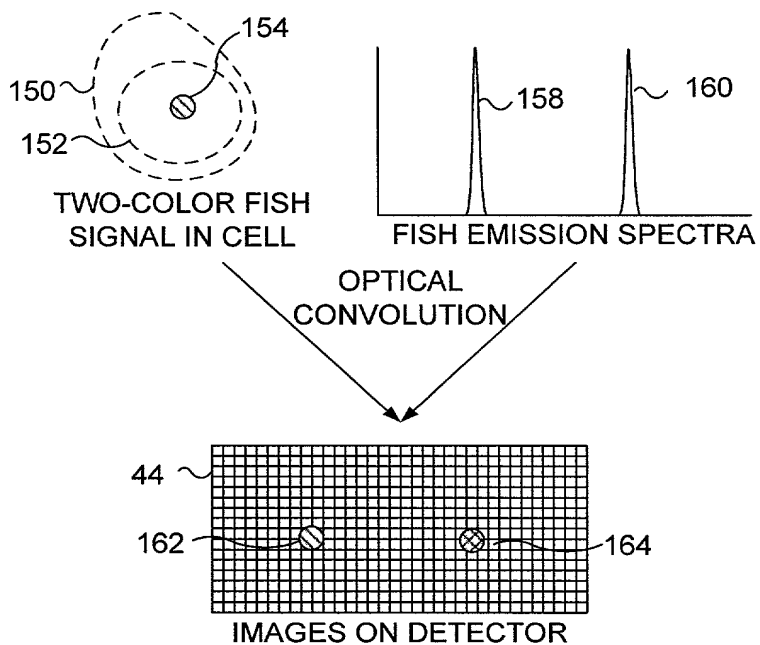 154
150
158
160
152
TWO-COLOR FISH
SIGNAL IN CELL
FISH EMISSION SPECTRA
OPTICAL
CONVOLUTION
44
162
164
IMAGES ON DETECTOR